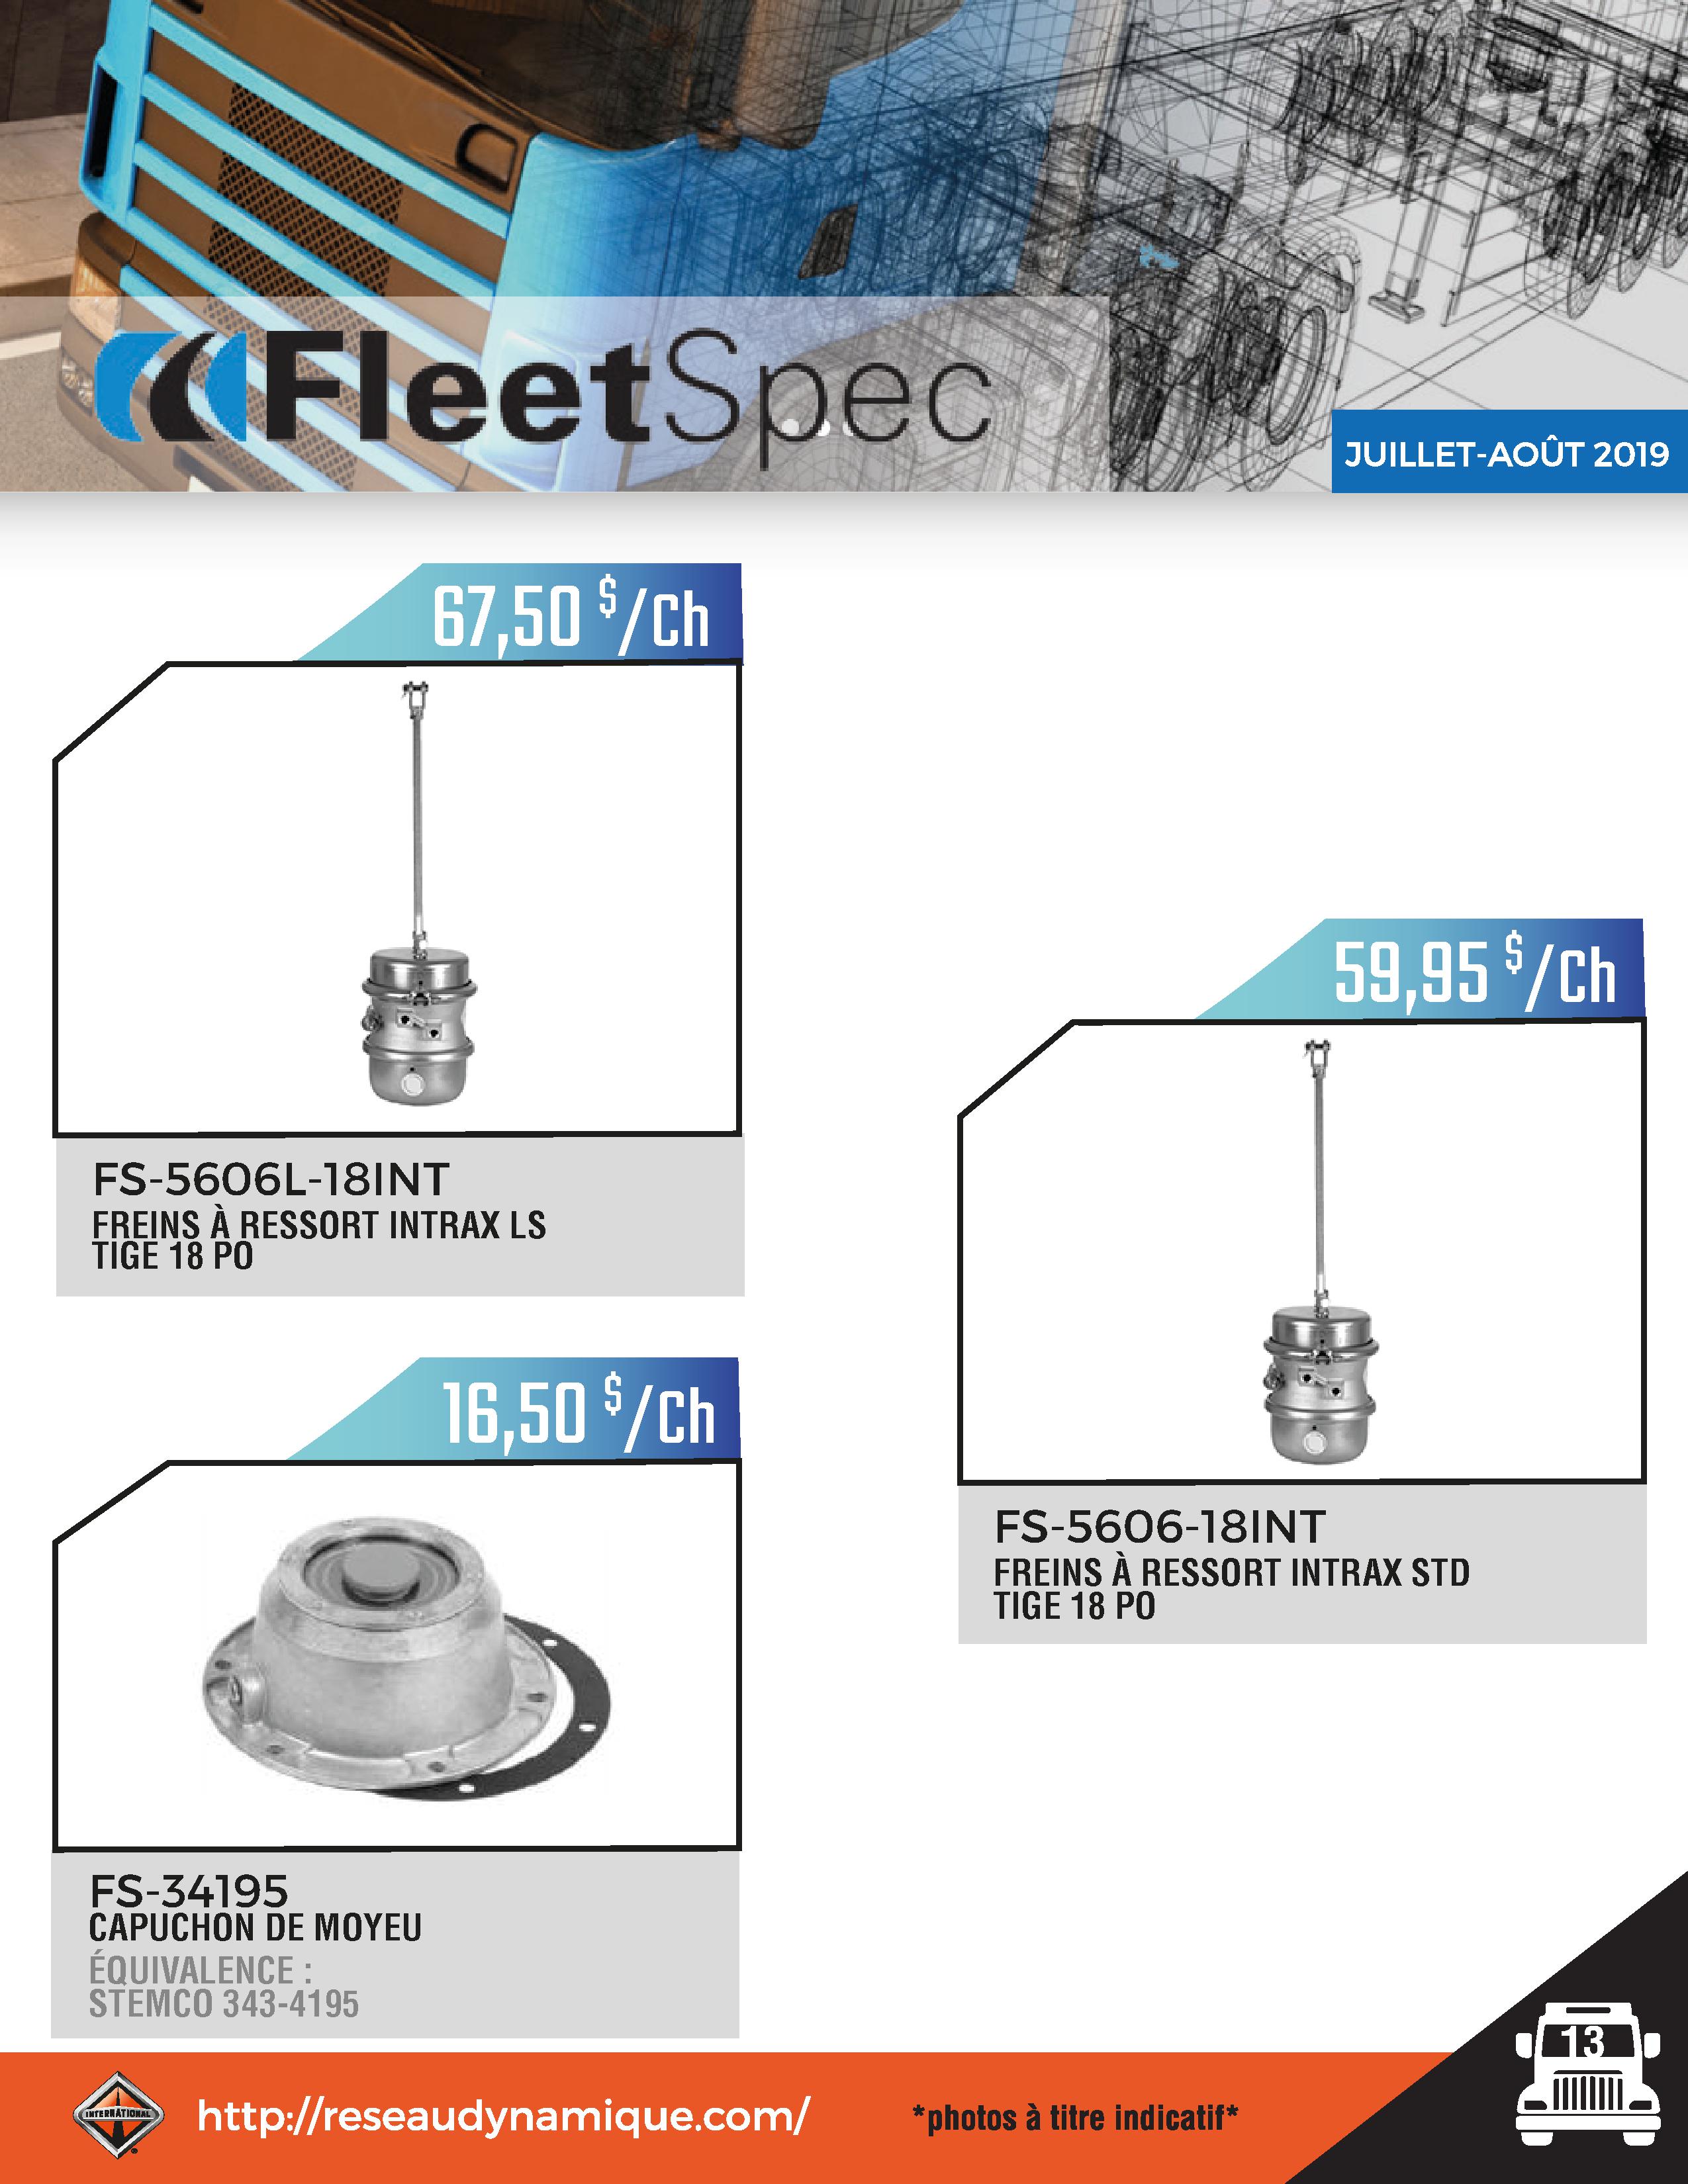 FleetSpec
JUILLET-AOÛT 2019
67,50 $/Ch
FS-5606L-18INT
FREINS À RESSORT INTRAX LS
TIGE 18 PO
59,95 $/Ch
FS-5606-18INT
FREINS À RESSORT INTRAX STD
TIGE 18 PO
16,50 $/Ch
FS-34195
CAPUCHON DE MOYEU
ÉQUIVALENCE :
STEMCO 343-4195
INTERNATIONAL
http://reseaudynamique.com/
*photos à titre indicatif*
13